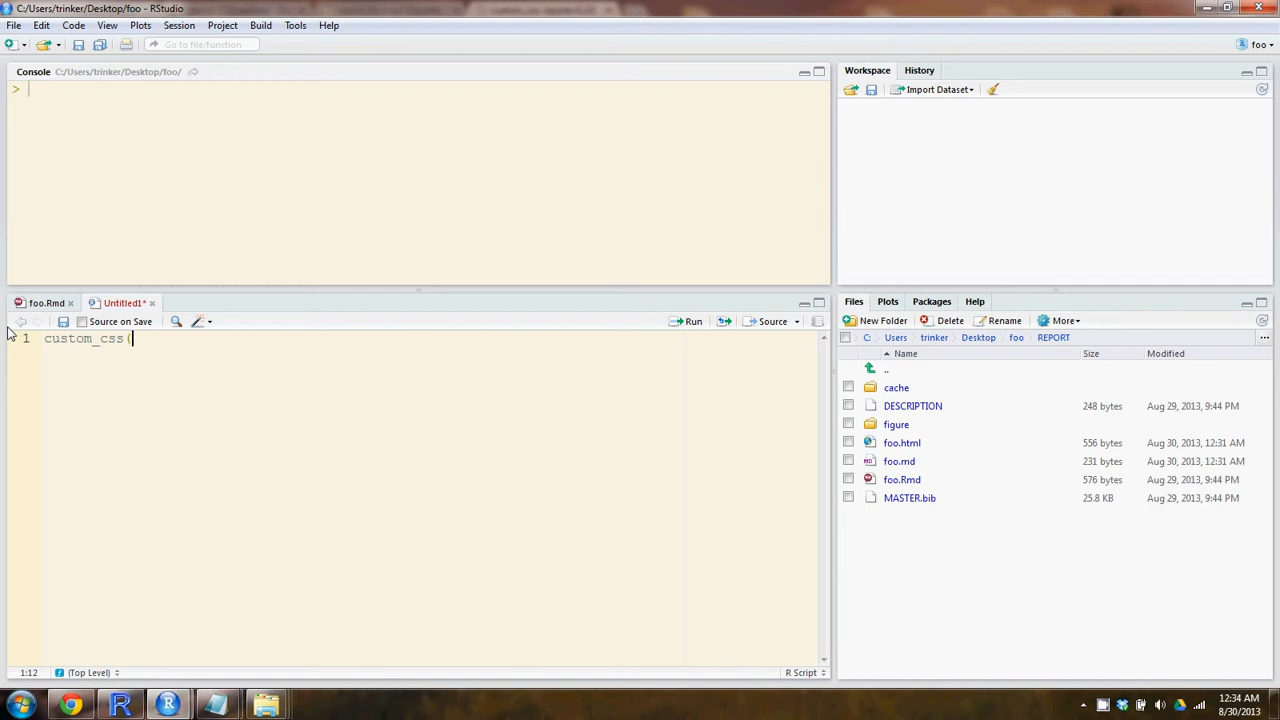 C:/Users/trinker/Desktop/foo - RStudio
File Edit Code View Plots Session Project Build Tools Help
Go to file/function
foo
Console C:/Users/trinker/Desktop/foo/
>
Workspace History
Import Dataset
foo.Rmd Untitled1*
Source on Save
Run
Source
1 custom_css(
1:12 (Top Level) R Script
Files Plots Packages Help
New Folder Delete Rename More
C: Users trinker Desktop foo REPORT
Name Size Modified
..
cache
DESCRIPTION 248 bytes Aug 29, 2013, 9:44 PM
figure
foo.html 556 bytes Aug 30, 2013, 12:31 AM
foo.md 231 bytes Aug 30, 2013, 12:31 AM
foo.Rmd 576 bytes Aug 29, 2013, 9:44 PM
MASTER.bib 25.8 KB Aug 29, 2013, 9:44 PM
12:34 AM
8/30/2013